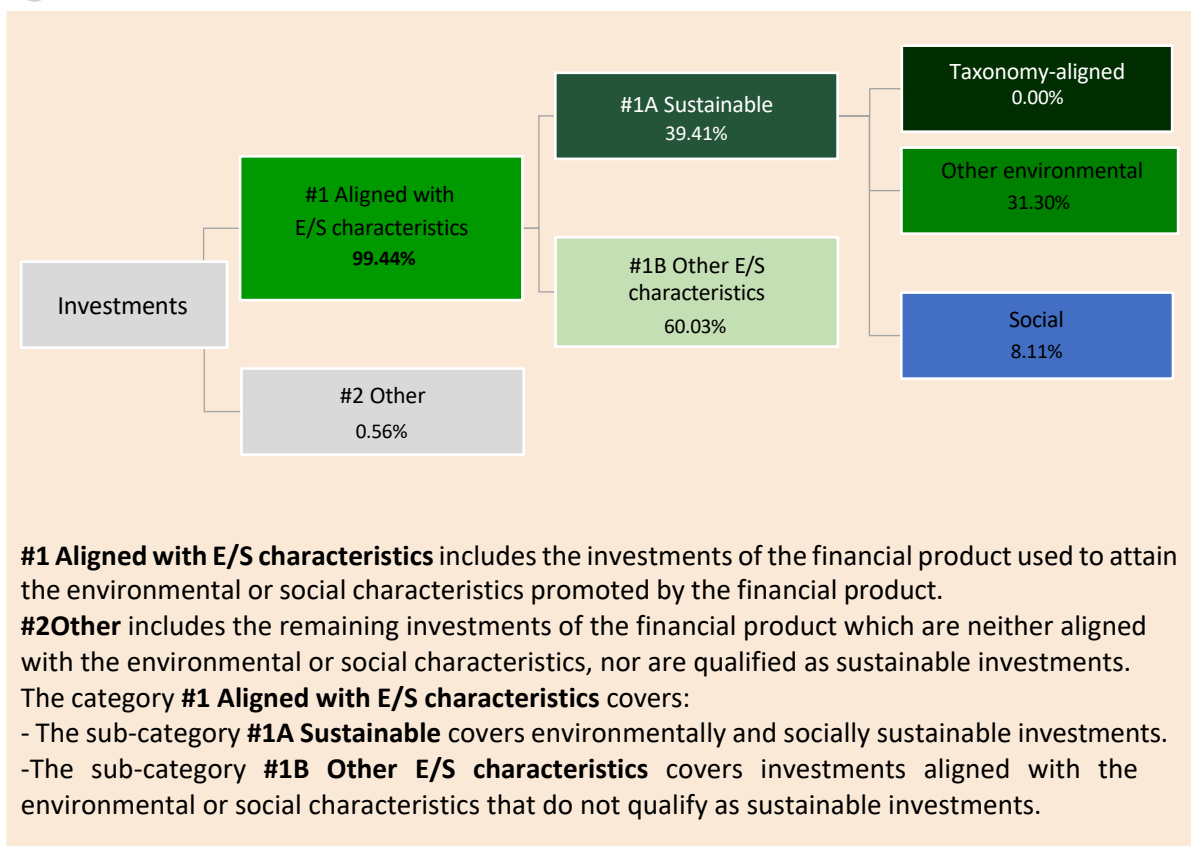 Investments
#1 Aligned with
E/S characteristics
99.44%
#2 Other
0.56%
#1A Sustainable
39.41%
#1B Other E/S
characteristics
60.03%
Taxonomy-aligned
0.00%
Other environmental
31.30%
Social
8.11%
#1 Aligned with E/S characteristics includes the investments of the financial product used to attain
the environmental or social characteristics promoted by the financial product.
#2Other includes the remaining investments of the financial product which are neither aligned
with the environmental or social characteristics, nor are qualified as sustainable investments.
The category #1 Aligned with E/S characteristics covers:
- The sub-category #1A Sustainable covers environmentally and socially sustainable investments.
-The sub-category #1B Other E/S characteristics covers investments aligned with the
environmental or social characteristics that do not qualify as sustainable investments.